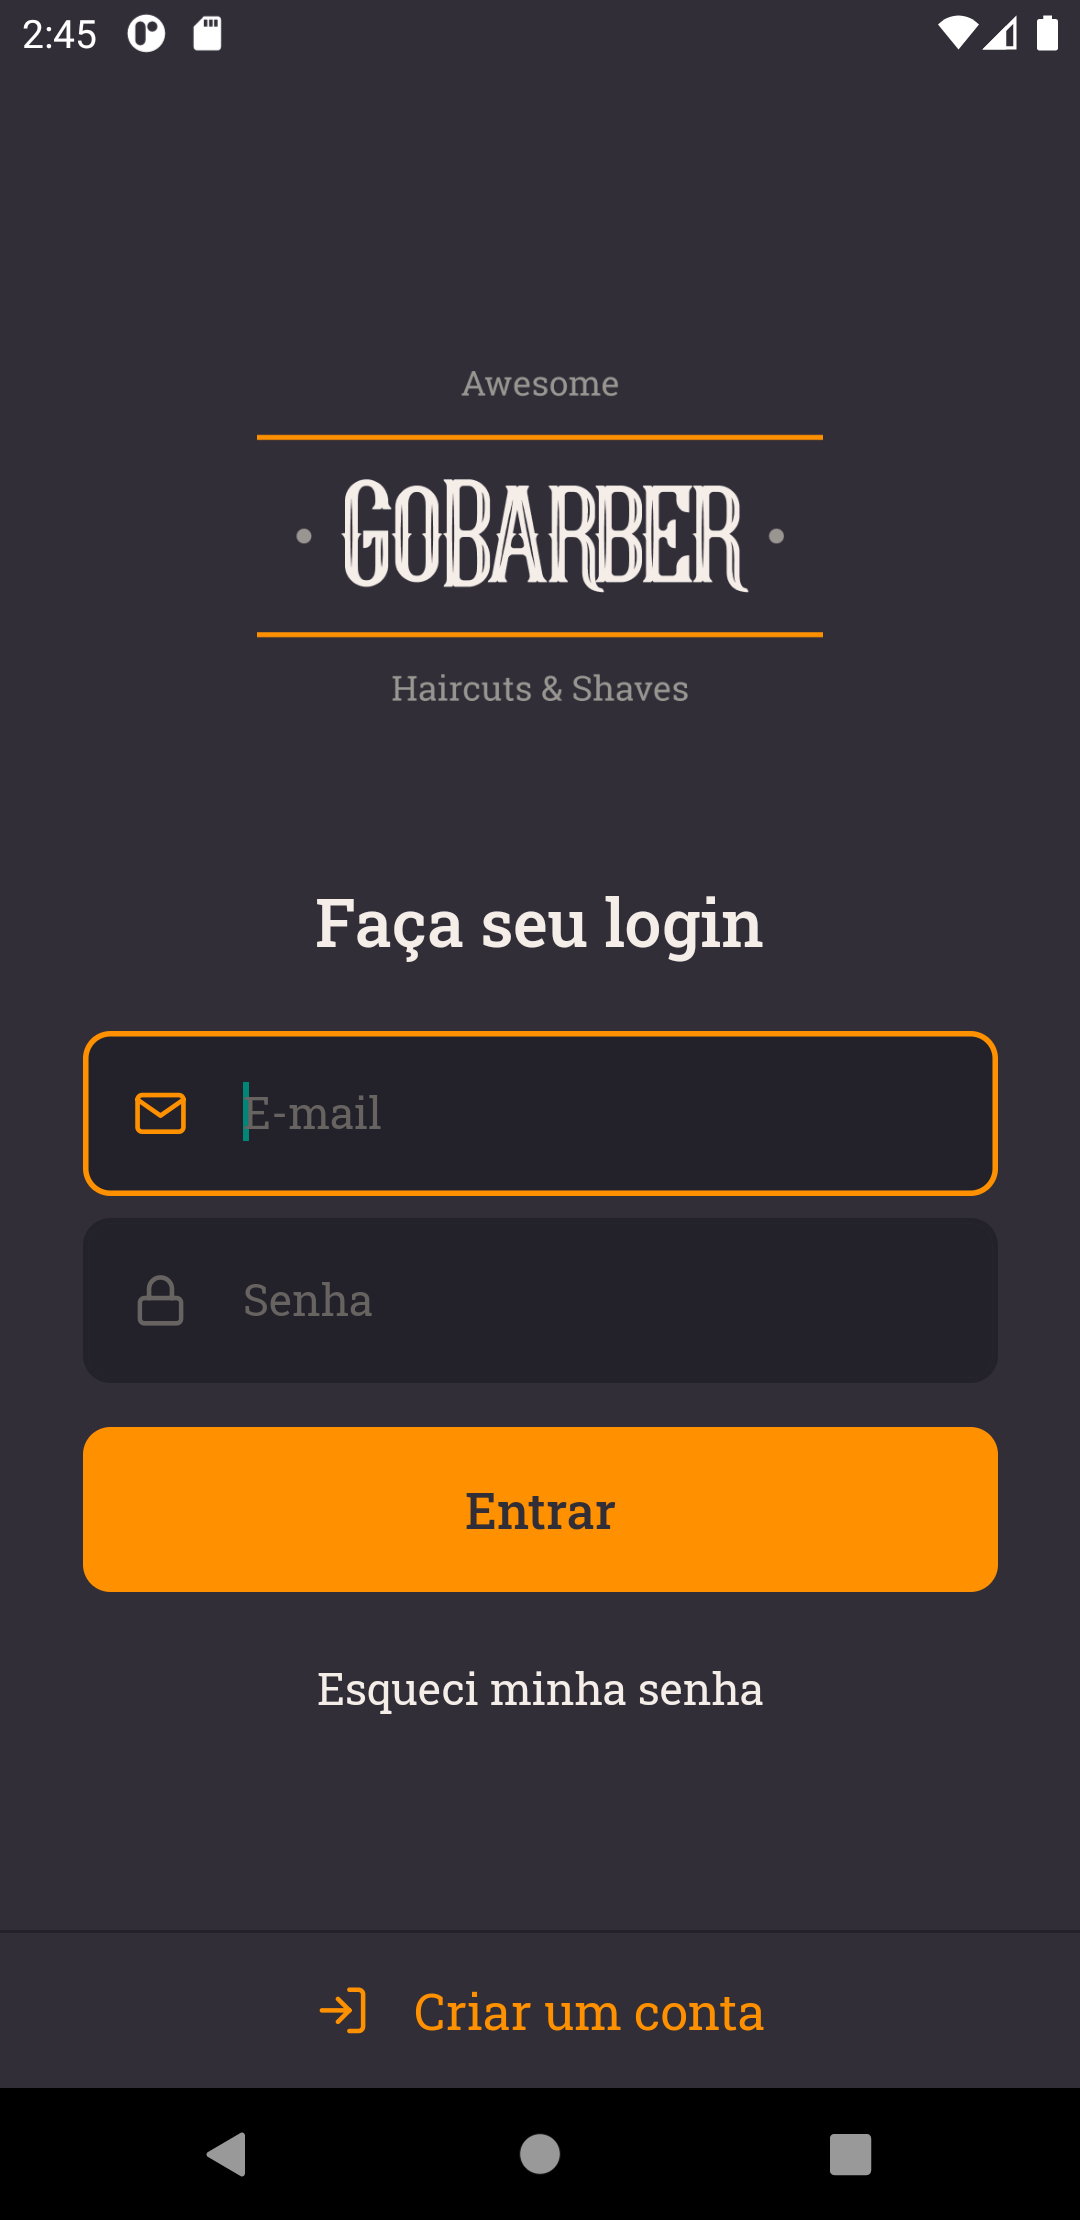 2:45
Awesome
• GOBARBER •
Haircuts & Shaves
Faça seu login
E-mail
Senha
Entrar
Esqueci minha senha
Criar um conta